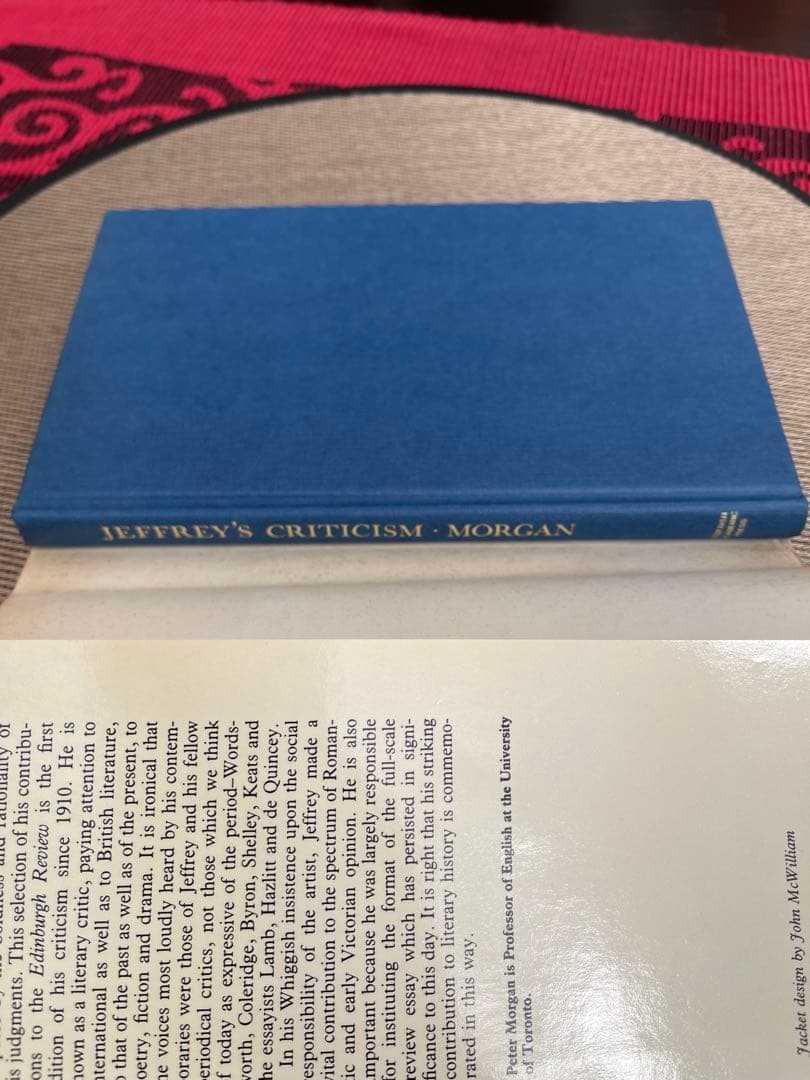 JEFFREY'S CRITICISM · MORGAN
rationality of
is judgments. This selection of his contribu-
ons to the Edinburgh Review is the first
dition of his criticism since 1910. He is
nown as a literary critic, paying attention to
nternational as well as to British literature,
o that of the past as well as of the present, to
oetry, fiction and drama. It is ironical that
he voices most loudly heard by his contem-
oraries were those of Jeffrey and his fellow
eriodical critics, not those which we think
f today as expressive of the period–Words-
orth, Coleridge, Byron, Shelley, Keats and
he essayists Lamb, Hazlitt and de Quincey.
In his Whiggish insistence upon the social
esponsibility of the artist, Jeffrey made a
vital contribution to the spectrum of Roman-
ic and early Victorian opinion. He is also
mportant because he was largely responsible
for instituting the format of the full-scale
review essay which has persisted in signi-
ficance to this day. It is right that his striking
contribution to literary history is commemo-
rated in this way.
Peter Morgan is Professor of English at the University
of Toronto.
Jacket design by John McWilliam